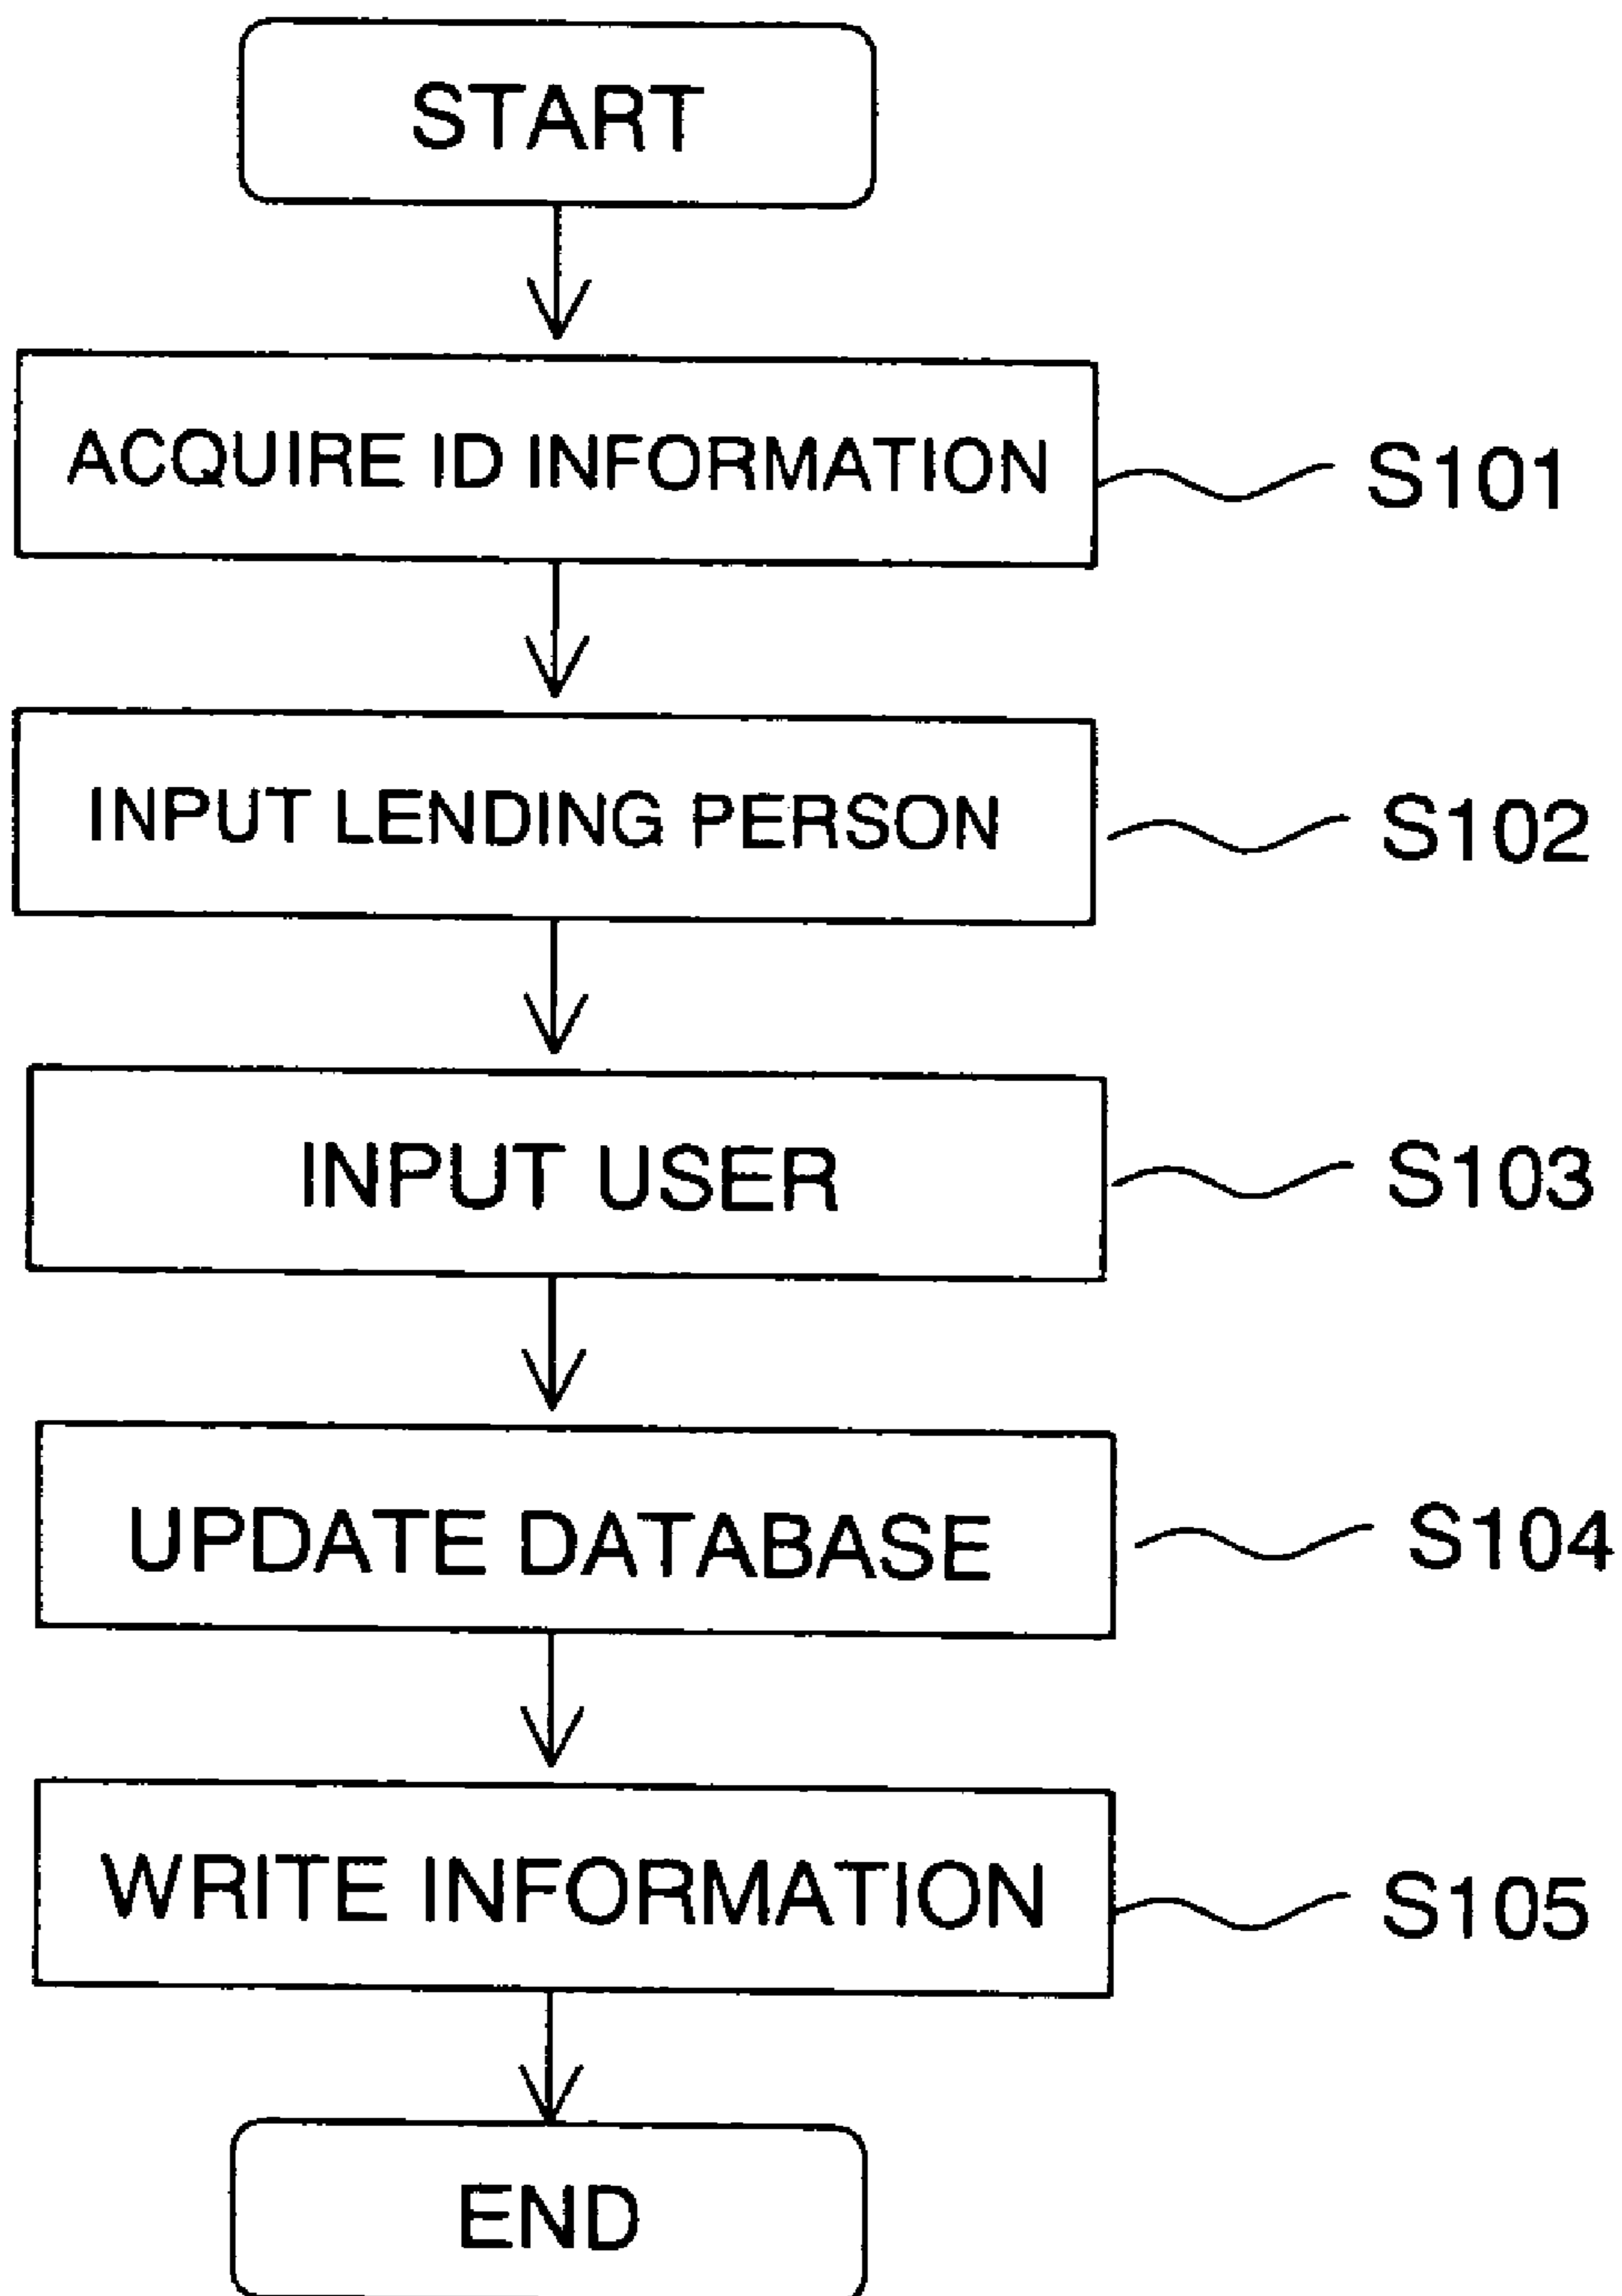 START
ACQUIRE ID INFORMATION
S101
INPUT LENDING PERSON
S102
INPUT USER
S103
UPDATE DATABASE
S104
WRITE INFORMATION
S105
END